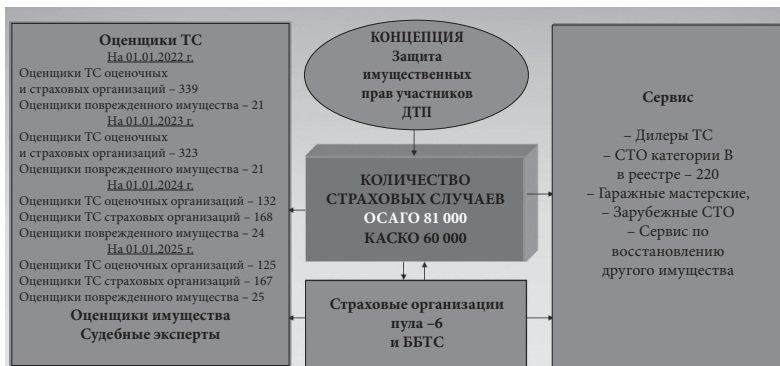 Оценщики ТС
На 01.01.2022 г.
Оценщики ТС оценочных
и страховых организаций – 339
Оценщики поврежденного имущества – 21
На 01.01.2023 г.
Оценщики ТС оценочных
и страховых организаций – 323
Оценщики поврежденного имущества – 21
На 01.01.2024 г.
Оценщики ТС оценочных организаций – 132
Оценщики ТС страховых организаций – 168
Оценщики поврежденного имущества – 24
На 01.01.2025 г.
Оценщики ТС оценочных организаций – 125
Оценщики ТС страховых организаций – 167
Оценщики поврежденного имущества – 25
Оценщики имущества
Судебные эксперты
КОНЦЕПЦИЯ
Защита
имущественных
прав участников
ДТП
КОЛИЧЕСТВО
СТРАХОВЫХ СЛУЧАЕВ
ОСАГО 81 000
КАСКО 60 000
Страховые организации
пула –6
и ББТС
Сервис
– Дилеры ТС
– СТО категории В
в реестре – 220
– Гаражные мастерские,
– Зарубежные СТО
– Сервис по
восстановлению
другого имущества